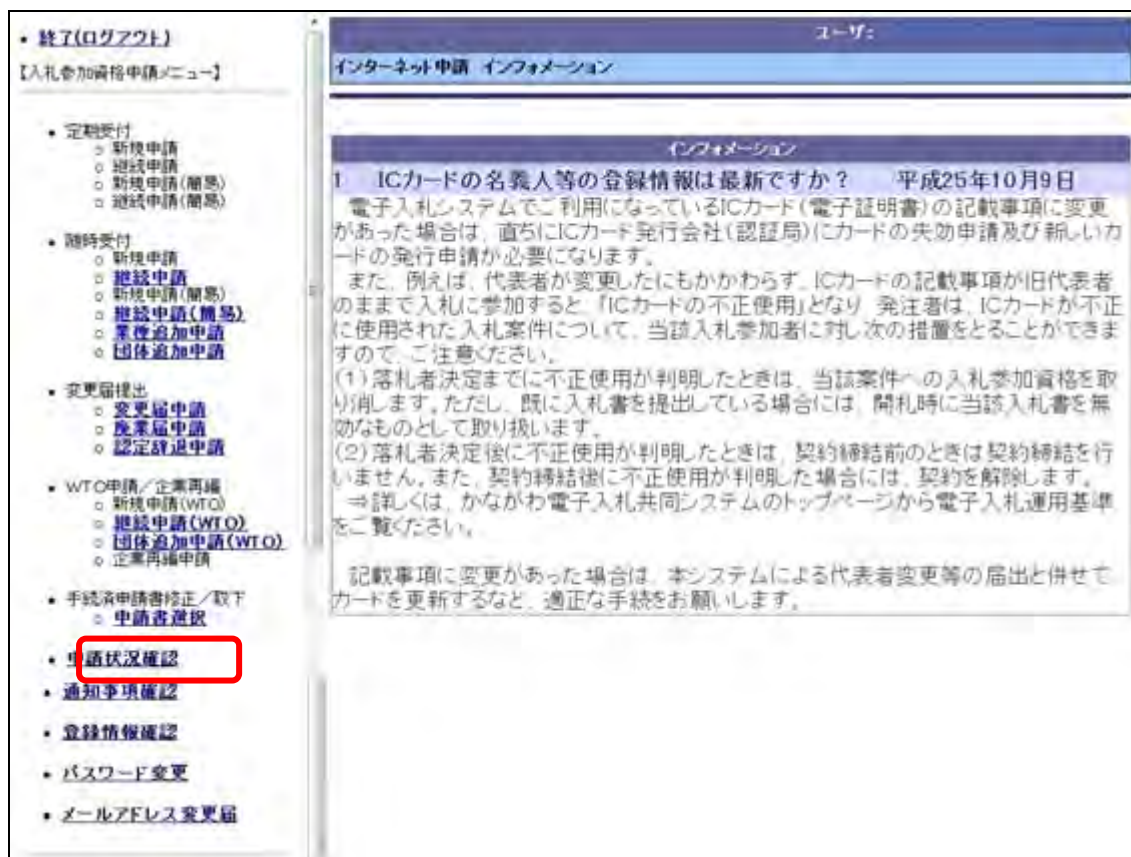 終了(ログアウト)
【入札参加資格申請メニュー】
定期受付
新規申請
継続申請
新規申請(簡易)
継続申請(簡易)
随時受付
新規申請
継続申請
新規申請(簡易)
継続申請(簡易)
業種追加申請
団体追加申請
変更届提出
変更届申請
廃業届申請
認定辞退申請
WTO申請／企業再編
新規申請(WTO)
継続申請(WTO)
団体追加申請(WTO)
企業再編申請
手続済申請書修正／取下
申請書選択
申請状況確認
通知事項確認
登録情報確認
パスワード変更
メールアドレス変更届
ユーザ:
インターネット申請 インフォメーション
インフォメーション
1 ICカードの名義人等の登録情報は最新ですか？ 平成25年10月9日
電子入札システムでご利用になっているICカード(電子証明書)の記載事項に変更
があった場合は、直ちにICカード発行会社(認証局)にカードの失効申請及び新しいカ
ードの発行申請が必要になります。
また、例えば、代表者が変更したにもかかわらず、ICカードの記載事項が旧代表者
のままで入札に参加すると、「ICカードの不正使用」となり、発注者は、ICカードが不正
に使用された入札案件について、当該入札参加者に対し次の措置をとることができま
すので、ご注意ください。
(1)落札者決定までに不正使用が判明したときは、当該案件への入札参加資格を取
り消します。ただし、既に入札書を提出している場合には、開札時に当該入札書を無
効なものとして取り扱います。
(2)落札者決定後に不正使用が判明したときは、契約締結前のときは契約締結を行
いません。また、契約締結後に不正使用が判明した場合には、契約を解除します。
⇒詳しくは、かながわ電子入札共同システムのトップページから電子入札運用基準
をご覧ください。
記載事項に変更があった場合は、本システムによる代表者変更等の届出と併せて
カードを更新するなど、適正な手続をお願いします。